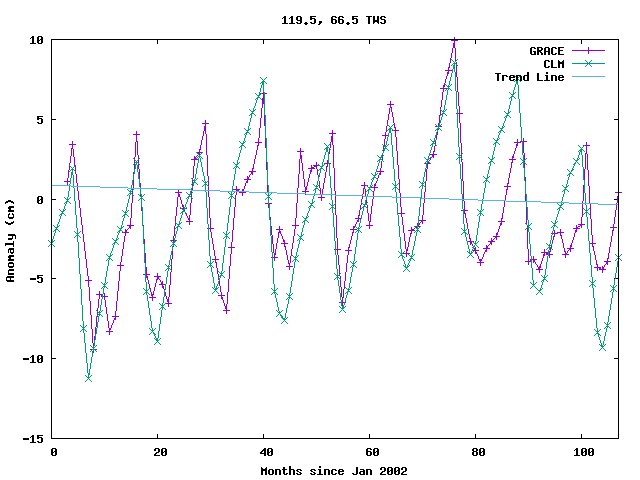 119.5, 66.5 TWS
GRACE
CLM
Trend Line
10
5
0
-5
-10
-15
Anomaly (cm)
0 20 40 60 80 100
Months since Jan 2002